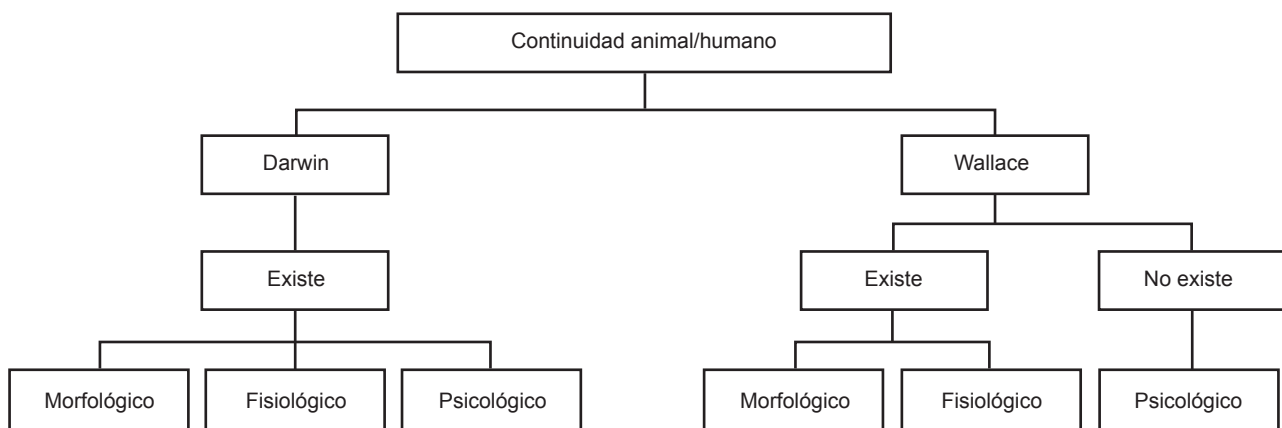 Continuidad animal/humano
Darwin
Wallace
Existe
Existe
No existe
Morfológico
Fisiológico
Psicológico
Morfológico
Fisiológico
Psicológico